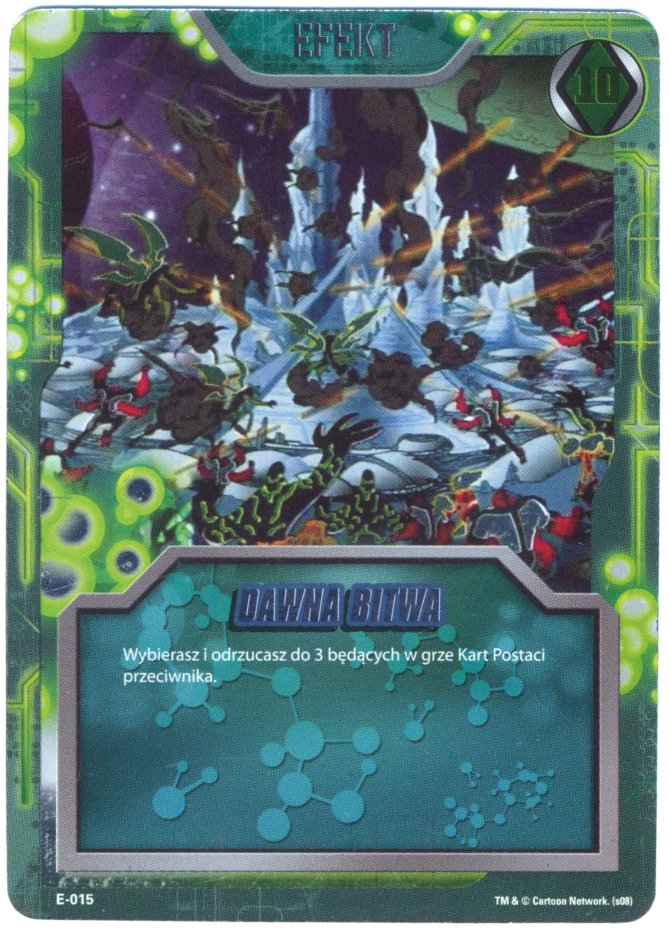 EFEKT
10
DAWNA BITWA
Wybierasz i odrzucasz do 3 będących w grze Kart Postaci
przeciwnika.
E-015
TM & © Cartoon Network. (s08)